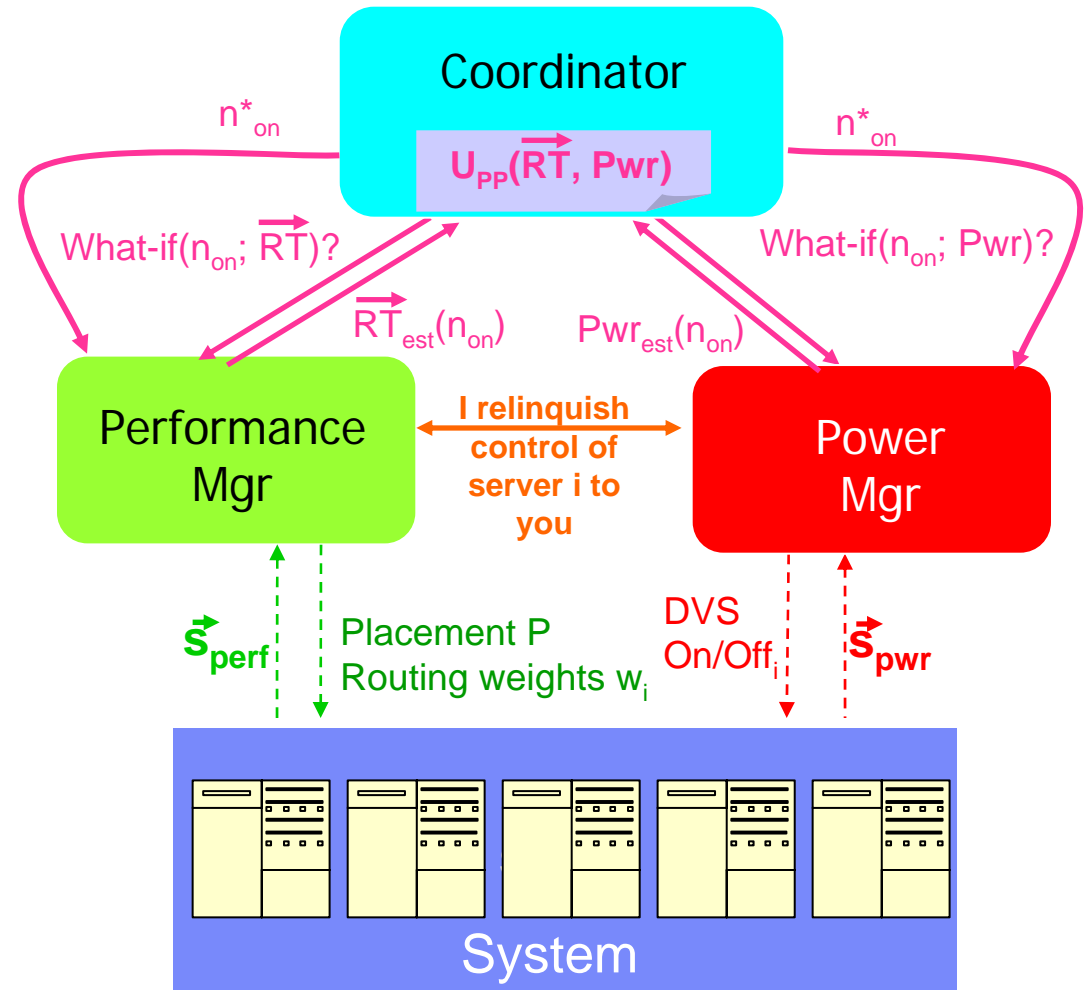 Coordinator
n*on
n*on
UPP(RT, Pwr)
What-if(non; RT)?
What-if(non; Pwr)?
RTest(non)
Pwrest(non)
Performance
Mgr
I relinquish
control of
server i to
you
Power
Mgr
sperf
Placement P
Routing weights wi
DVS
On/Offi
spwr
System